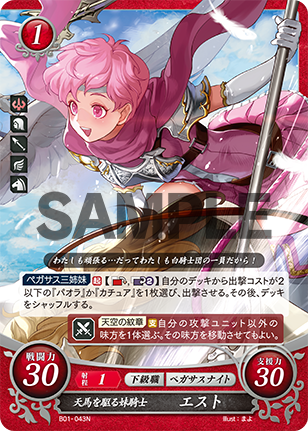 1
SAMPLE
わたしも頑張る…だってわたしも白騎士団の一員だから！
ペガサス三姉妹 起 [横, 2] 自分のデッキから出撃コストが2
以下の『パオラ』か『カチュア』を1枚選び、出撃させる。その後、デッキ
をシャッフルする。
天空の紋章 支 自分の攻撃ユニット以外の
味方を1体選ぶ。その味方を移動させてもよい。
戦闘力 30
射程 1 下級職 ペガサスナイト
支援力 30
天馬を駆る妹騎士 エスト
B01-043N Illust：まよ